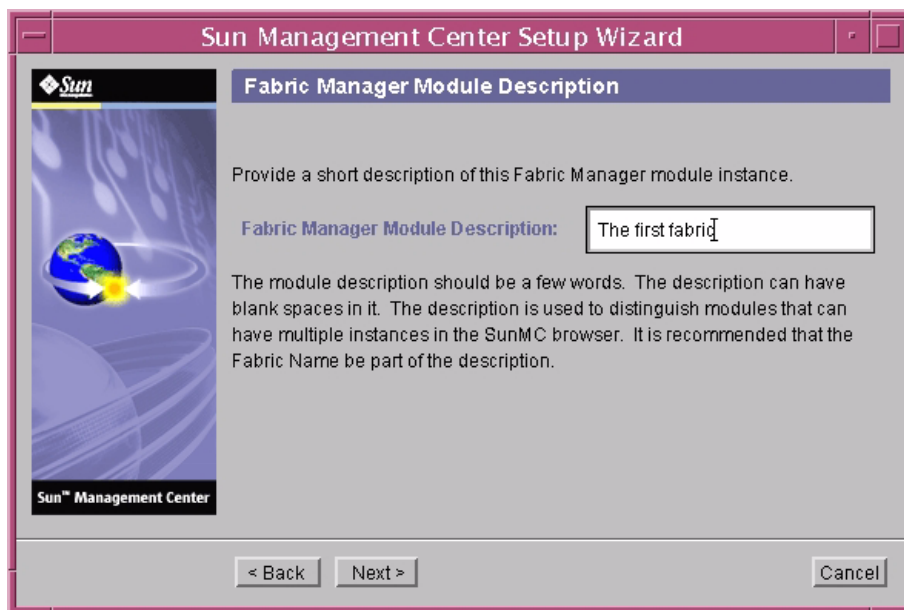 Sun Management Center Setup Wizard
Sun
Fabric Manager Module Description
Provide a short description of this Fabric Manager module instance.
Fabric Manager Module Description: The first fabric
The module description should be a few words. The description can have
blank spaces in it. The description is used to distinguish modules that can
have multiple instances in the SunMC browser. It is recommended that the
Fabric Name be part of the description.
Sun™ Management Center
< Back Next > Cancel